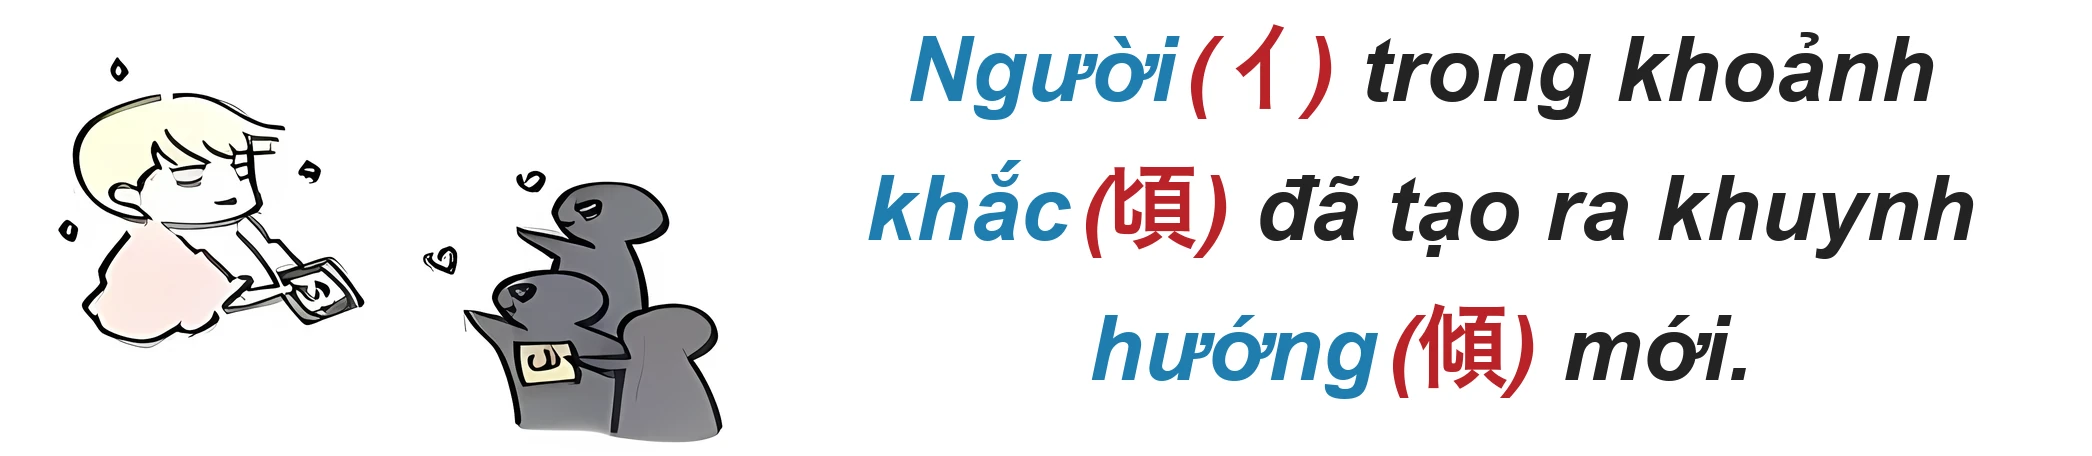 Người(亻) trong khoảnh
khắc(頃) đã tạo ra khuynh
hướng(傾) mới.